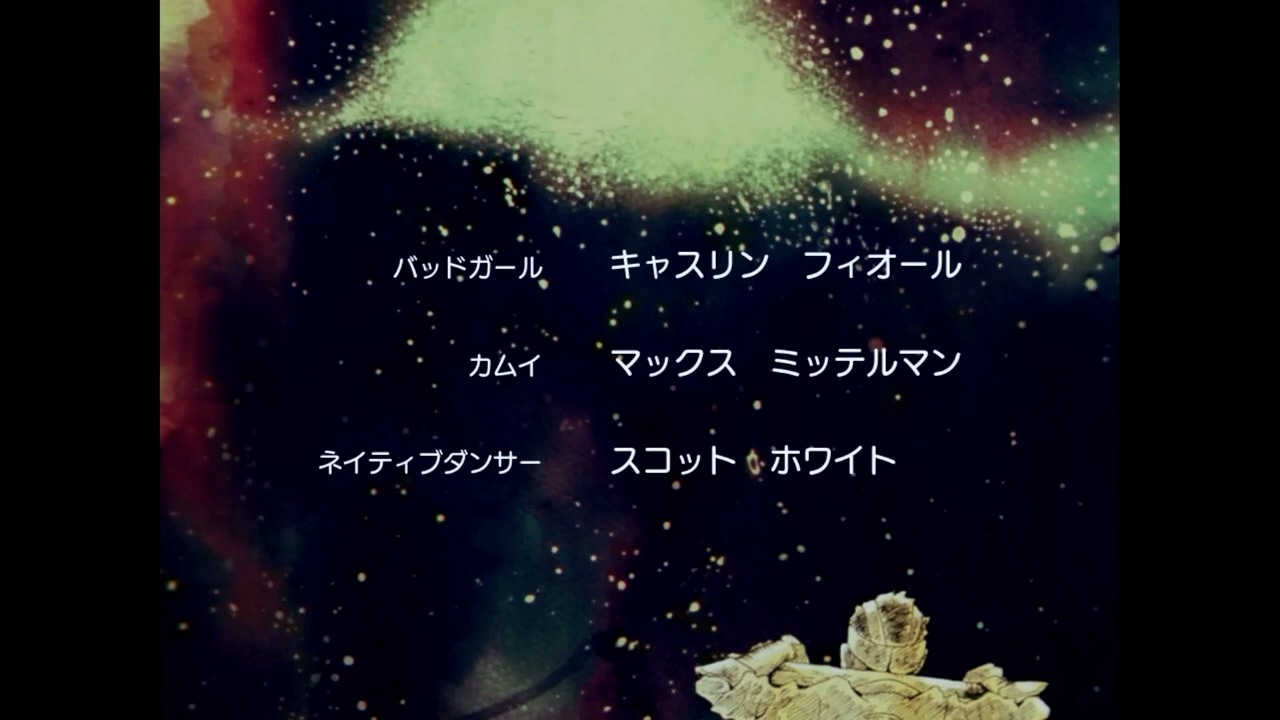 バッドガール　キャスリン　フィオール
カムイ　マックス　ミッテルマン
ネイティブダンサー　スコット　ホワイト